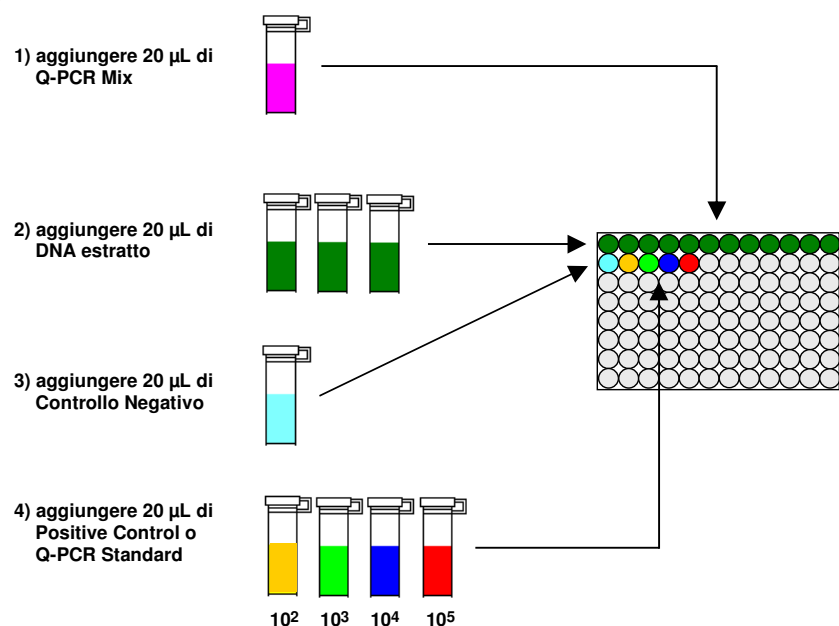 1) aggiungere 20 µL di
Q-PCR Mix
2) aggiungere 20 µL di
DNA estratto
3) aggiungere 20 µL di
Controllo Negativo
4) aggiungere 20 µL di
Positive Control o
Q-PCR Standard
10² 10³ 10⁴ 10⁵